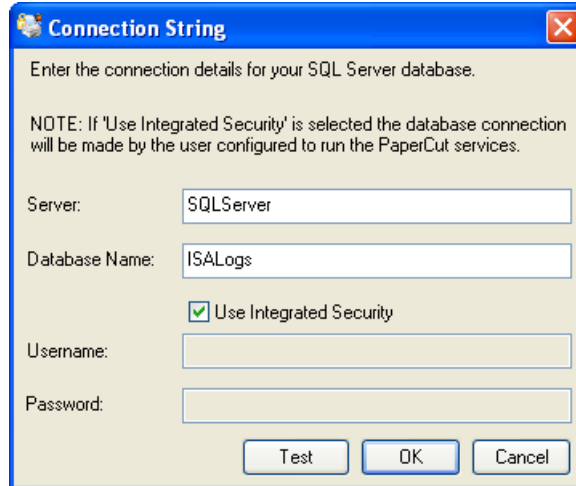 Connection String
Enter the connection details for your SQL Server database.
NOTE: If 'Use Integrated Security' is selected the database connection
will be made by the user configured to run the PaperCut services.
Server:
SQLServer
Database Name:
ISALogs
Use Integrated Security
Username:
Password:
Test
OK
Cancel